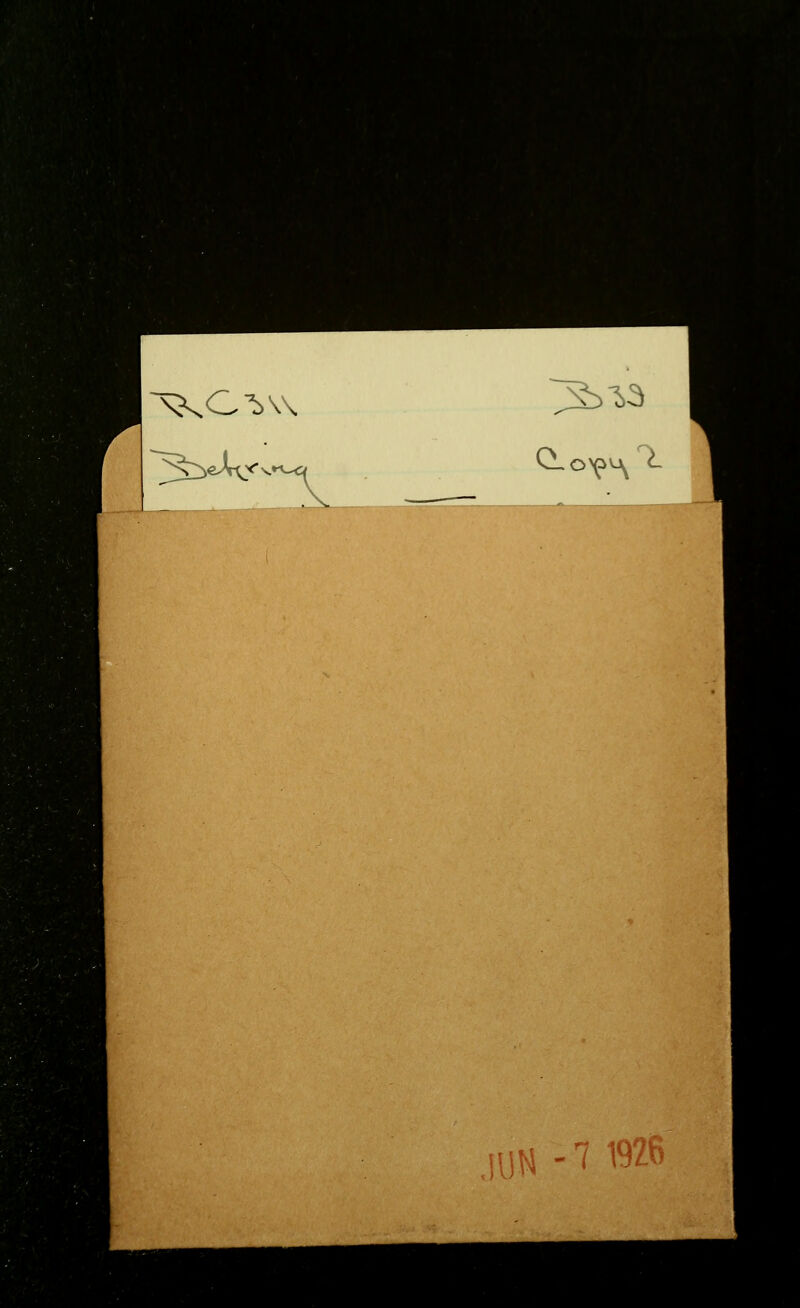 RC311 B39
Behring Copy 2
JUN -7 1926